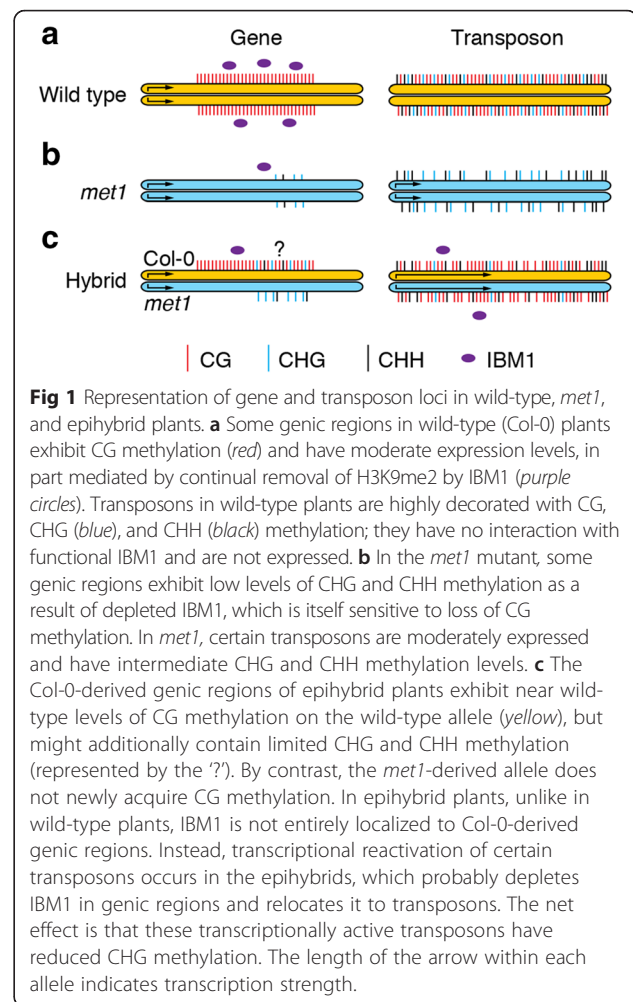 a
Gene
Transposon
Wild type
b
met1
c
Col-0
?
Hybrid
met1
CG
CHG
CHH
IBM1
Fig 1 Representation of gene and transposon loci in wild-type, met1,
and epihybrid plants. a Some genic regions in wild-type (Col-0) plants
exhibit CG methylation (red) and have moderate expression levels, in
part mediated by continual removal of H3K9me2 by IBM1 (purple
circles). Transposons in wild-type plants are highly decorated with CG,
CHG (blue), and CHH (black) methylation; they have no interaction with
functional IBM1 and are not expressed. b In the met1 mutant, some
genic regions exhibit low levels of CHG and CHH methylation as a
result of depleted IBM1, which is itself sensitive to loss of CG
methylation. In met1, certain transposons are moderately expressed
and have intermediate CHG and CHH methylation levels. c The
Col-0-derived genic regions of epihybrid plants exhibit near wild-
type levels of CG methylation on the wild-type allele (yellow), but
might additionally contain limited CHG and CHH methylation
(represented by the '?'). By contrast, the met1-derived allele does
not newly acquire CG methylation. In epihybrid plants, unlike in
wild-type plants, IBM1 is not entirely localized to Col-0-derived
genic regions. Instead, transcriptional reactivation of certain
transposons occurs in the epihybrids, which probably depletes
IBM1 in genic regions and relocates it to transposons. The net
effect is that these transcriptionally active transposons have
reduced CHG methylation. The length of the arrow within each
allele indicates transcription strength.